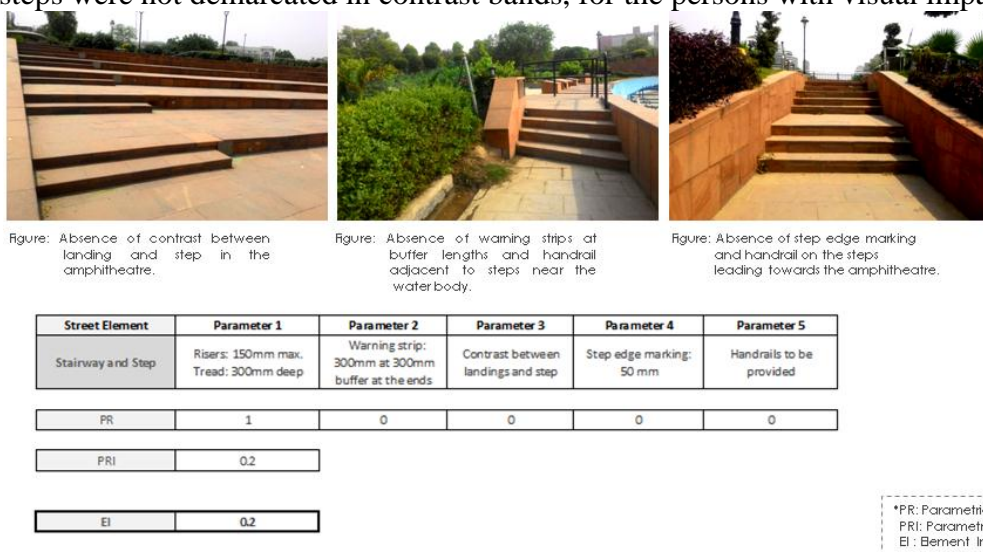 steps were not demarcated in contrast bands, for the persons with visual
Figure: Absence of contrast between
landing and step in the
amphitheatre.
Figure: Absence of warning strips at
buffer lengths and handrail
adjacent to steps near the
water body.
Figure: Absence of step edge marking
and handrail on the steps
leading towards the amphitheatre.
Street Element Parameter 1 Parameter 2 Parameter 3 Parameter 4 Parameter 5
Stairway and Step Risers: 150mm max. Tread: 300mm deep Warning strip: 300mm at 300mm buffer at the ends Contrast between landings and step Step edge marking: 50 mm Handrails to be provided
PR 1 0 0 0 0
PRI 0.2
EI 0.2
*PR: Parametri
PRI: Parametr
EI : Element In